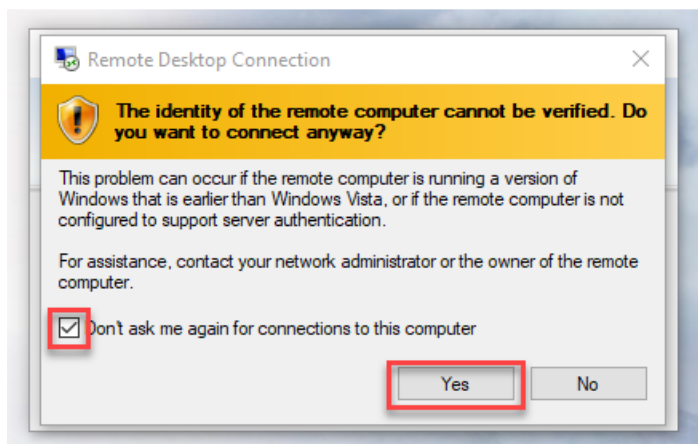 Remote Desktop Connection
The identity of the remote computer cannot be verified. Do
you want to connect anyway?
This problem can occur if the remote computer is running a version of
Windows that is earlier than Windows Vista, or if the remote computer is not
configured to support server authentication.
For assistance, contact your network administrator or the owner of the remote
computer.
Don't ask me again for connections to this computer
Yes
No